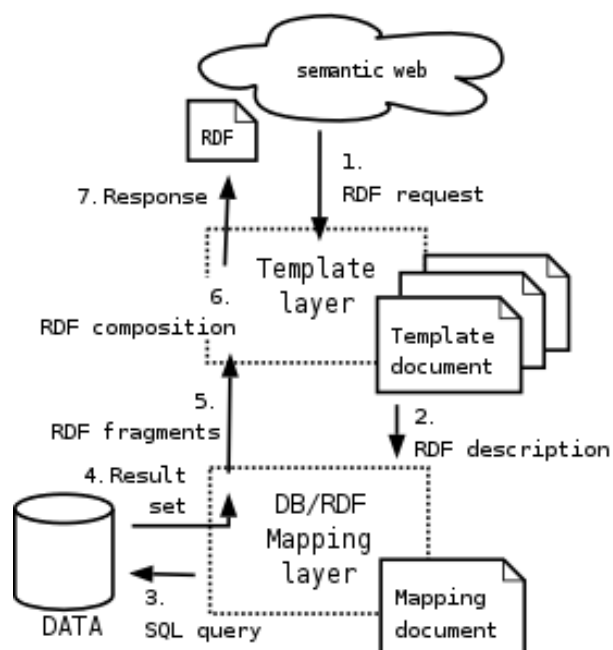 semantic web
RDF
1.
RDF request
7. Response
Template
layer
6.
RDF composition
Template
document
5.
RDF fragments
2.
RDF description
4. Result
set
DB/RDF
Mapping
layer
3.
SQL query
DATA
Mapping
document